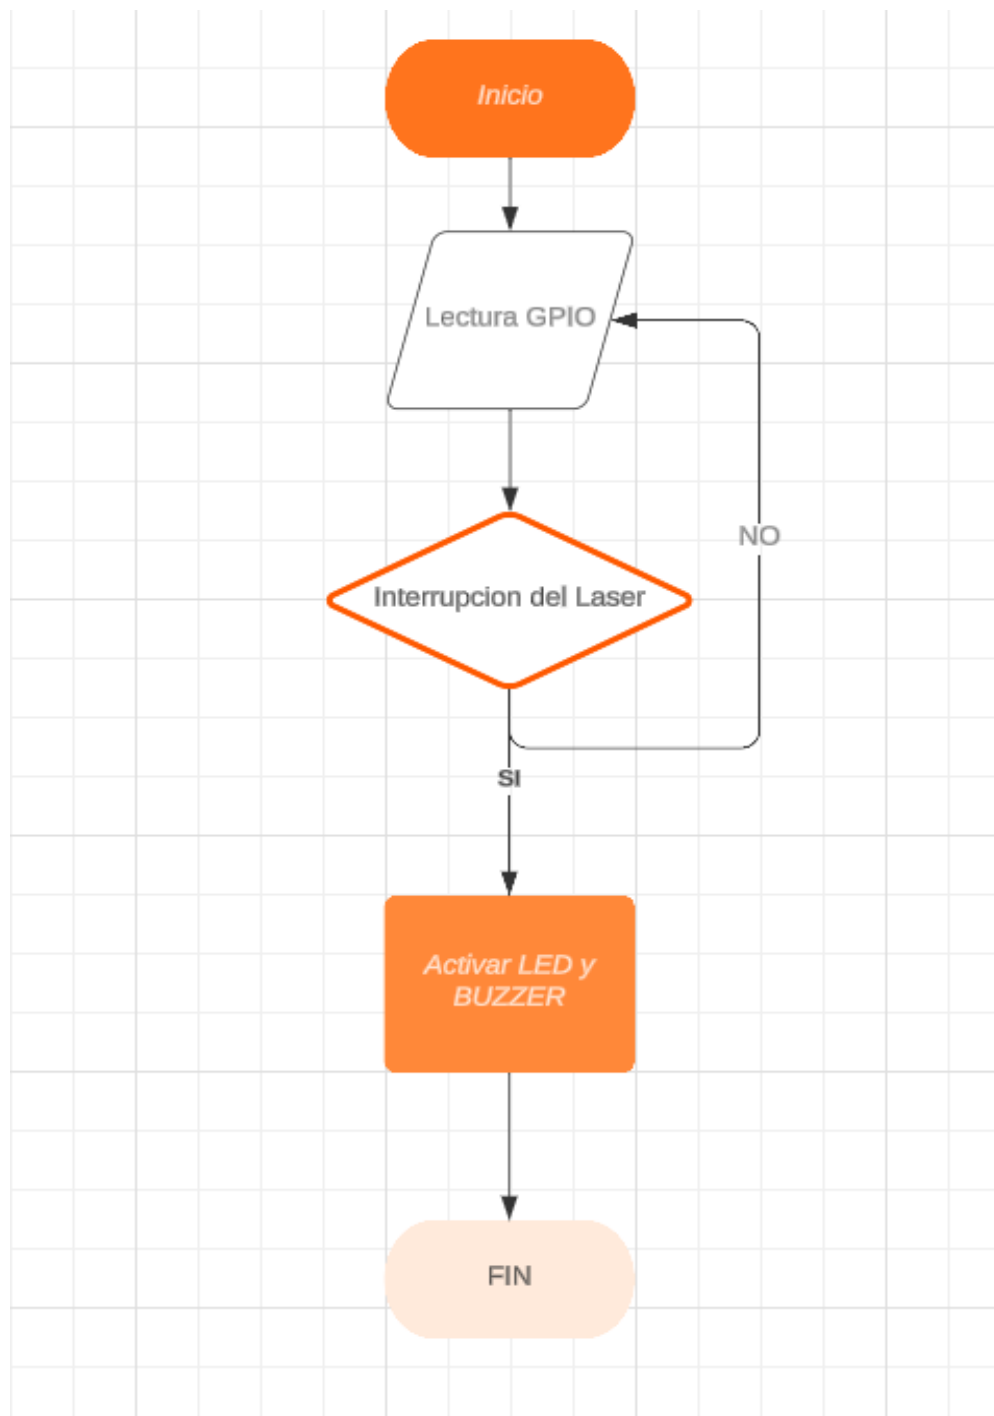 Inicio
Lectura GPIO
NO
Interrupcion del Laser
SI
Activar LED y
BUZZER
FIN